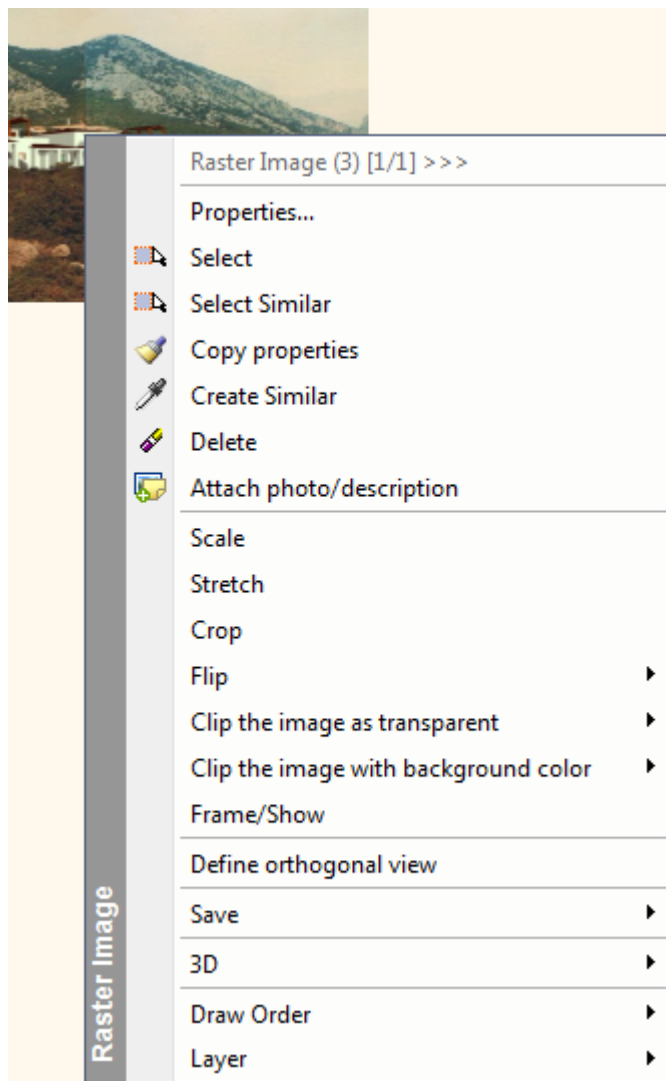 Raster Image (3) [1/1] >>>
Properties...
Select
Select Similar
Copy properties
Create Similar
Delete
Attach photo/description
Scale
Stretch
Crop
Flip
Clip the image as transparent
Clip the image with background color
Frame/Show
Define orthogonal view
Save
3D
Draw Order
Layer
Raster Image